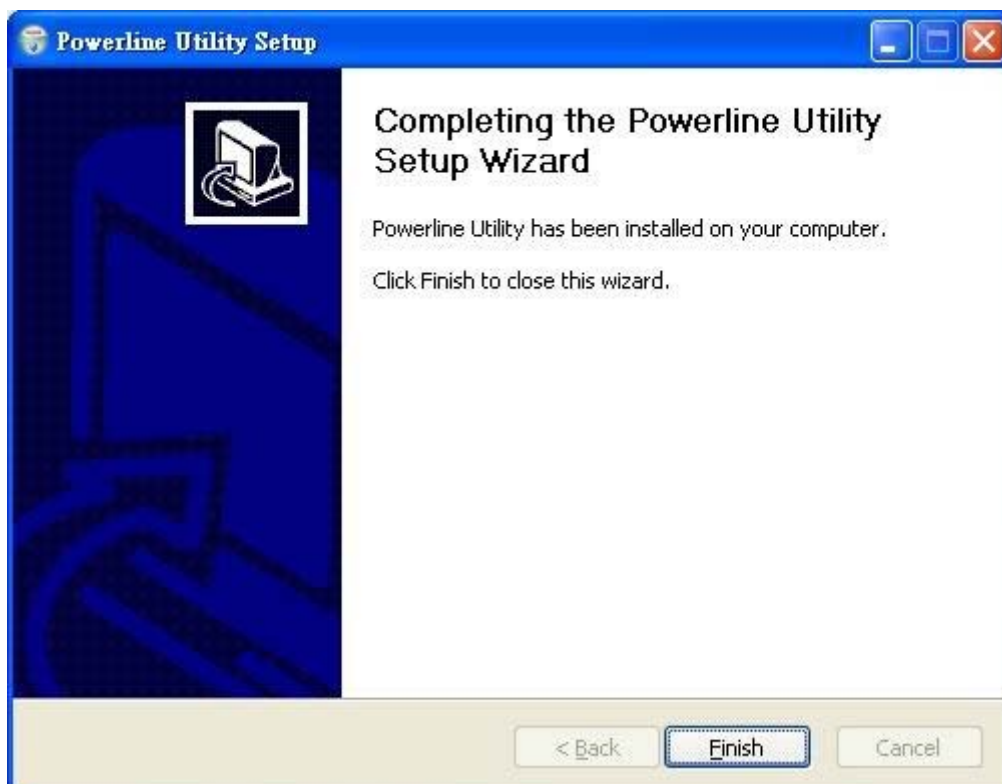 Powerline Utility Setup
Completing the Powerline Utility
Setup Wizard
Powerline Utility has been installed on your computer.
Click Finish to close this wizard.
< Back
Finish
Cancel